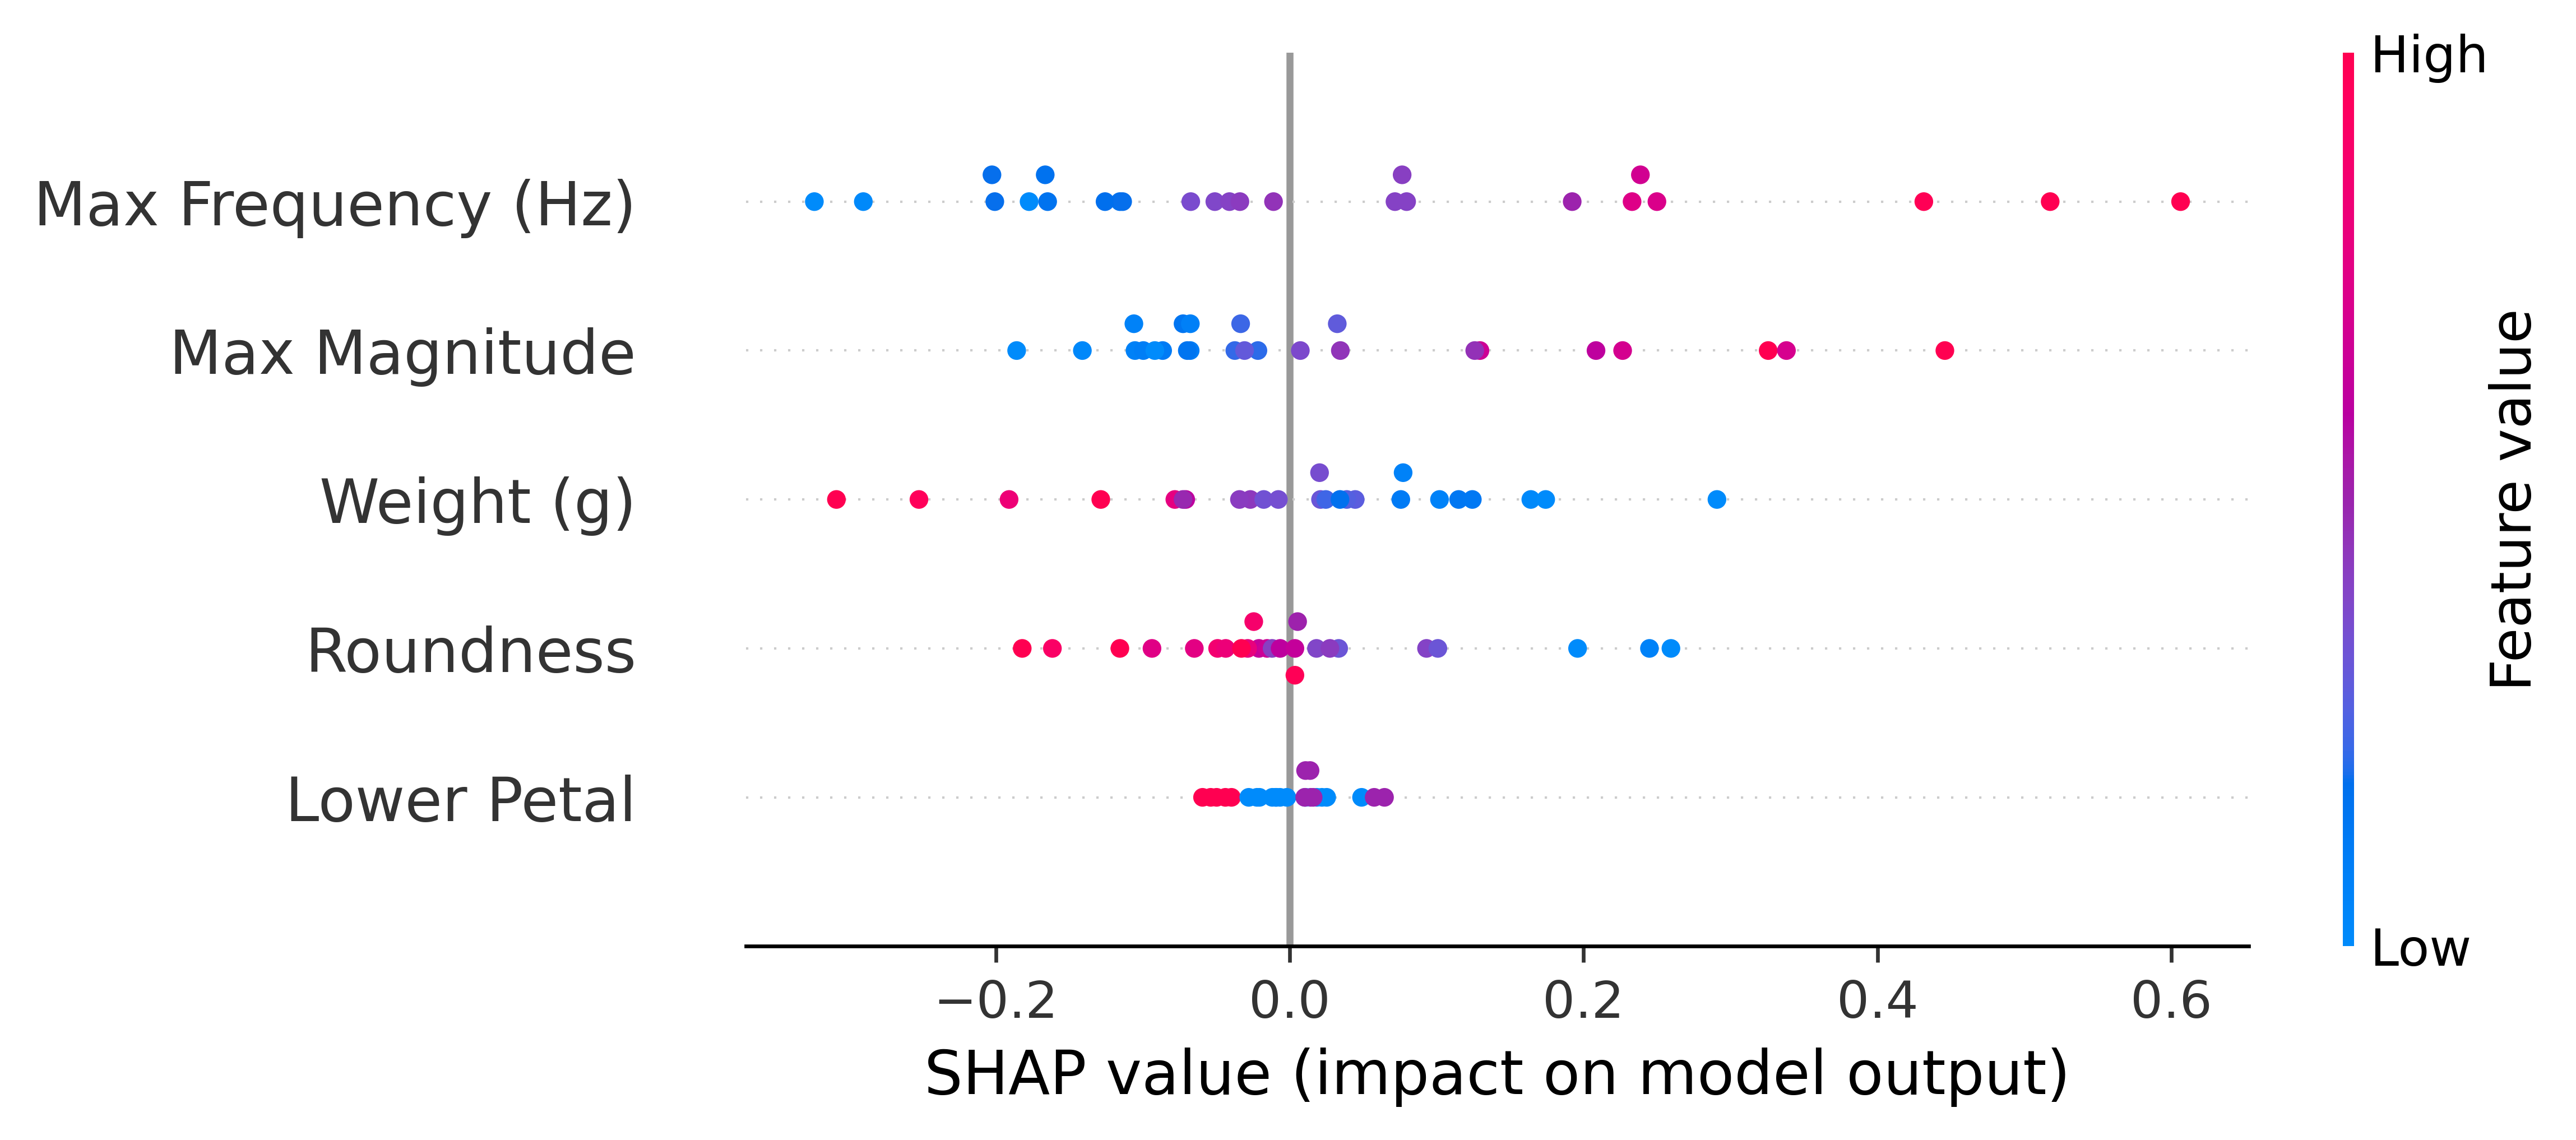 High
Max Frequency (Hz)
Max Magnitude
Weight (g)
Roundness
Lower Petal
Feature value
Low
−0.2 0.0 0.2 0.4 0.6
SHAP value (impact on model output)